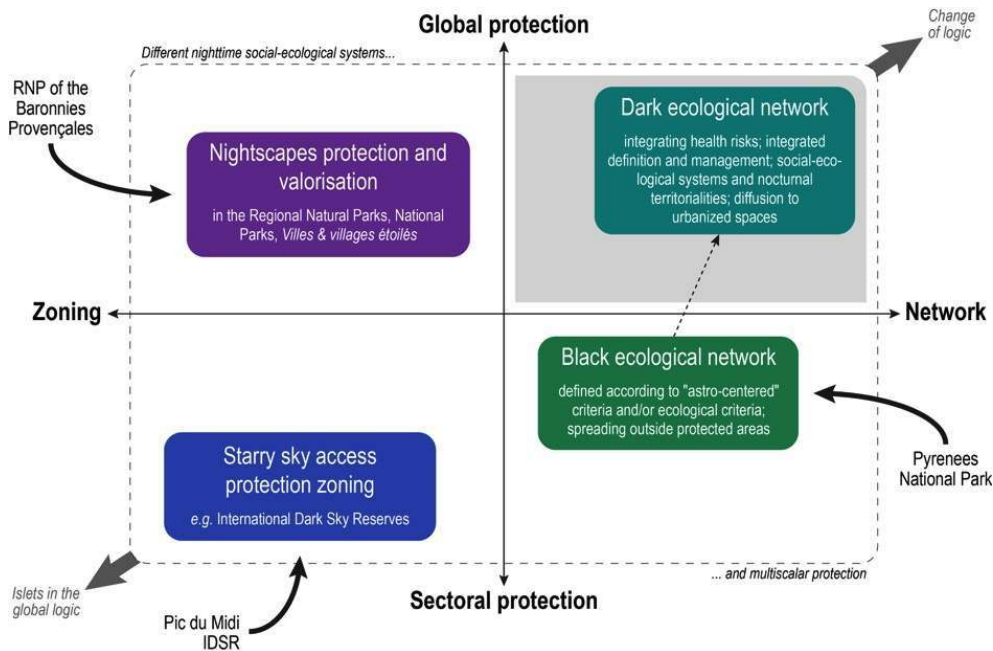 Global protection
Change
of logic
Different nighttime social-ecological systems...
RNP of the
Baronnies
Provençales
Nightscapes protection and
valorisation
in the Regional Natural Parks, National
Parks, Villes & villages étoilés
Dark ecological network
integrating health risks; integrated
definition and management; social-eco-
logical systems and nocturnal
territorialities; diffusion to
urbanized spaces
Zoning
Network
Black ecological network
defined according to "astro-centered"
criteria and/or ecological criteria;
spreading outside protected areas
Starry sky access
protection zoning
e.g. International Dark Sky Reserves
Pyrenees
National Park
... and multiscalar protection
Islets in the
global logic
Sectoral protection
Pic du Midi
IDSR